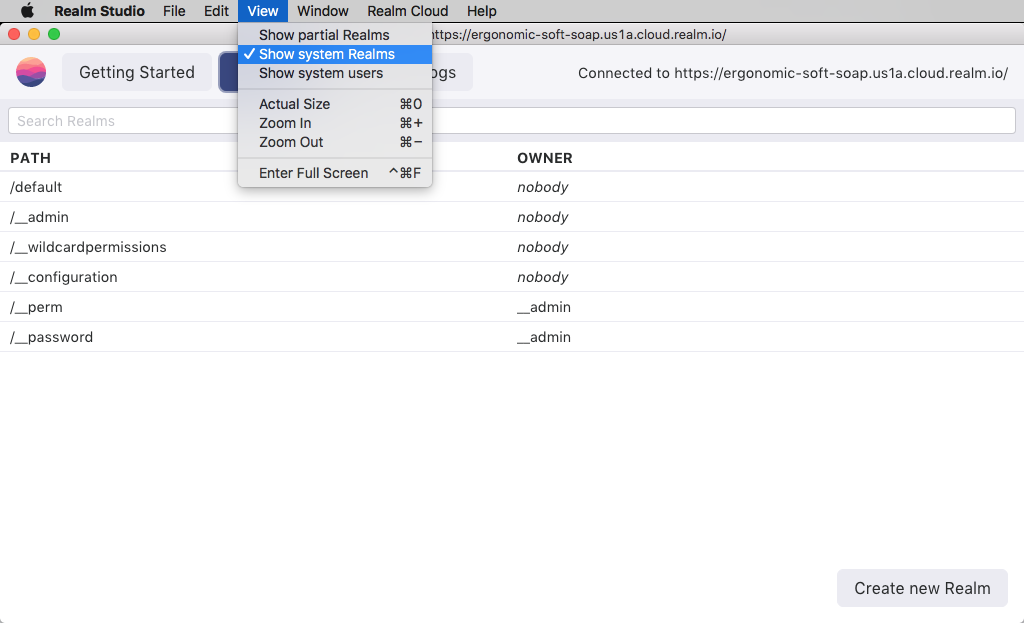 Realm Studio File Edit View Window Realm Cloud Help
https://ergonomic-soft-soap.us1a.cloud.realm.io/
Show partial Realms
✓ Show system Realms
Show system users
Actual Size ⌘0
Zoom In ⌘+
Zoom Out ⌘−
Enter Full Screen ^⌘F
Getting Started
Connected to https://ergonomic-soft-soap.us1a.cloud.realm.io/
Search Realms
PATH OWNER
/default nobody
/__admin nobody
/__wildcardpermissions nobody
/__configuration nobody
/__perm __admin
/__password __admin
Create new Realm